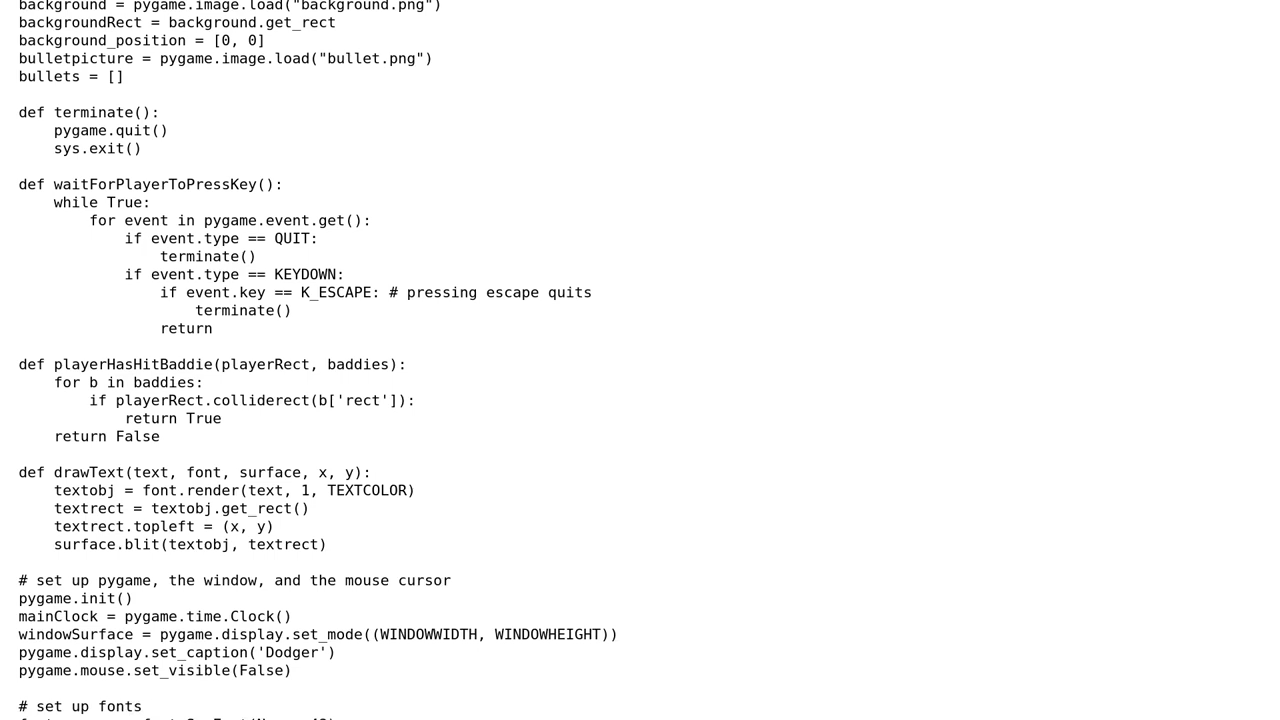 background = pygame.image.load("background.png")
backgroundRect = background.get_rect
background_position = [0, 0]
bulletpicture = pygame.image.load("bullet.png")
bullets = []

def terminate():
    pygame.quit()
    sys.exit()

def waitForPlayerToPressKey():
    while True:
        for event in pygame.event.get():
            if event.type == QUIT:
                terminate()
            if event.type == KEYDOWN:
                if event.key == K_ESCAPE: # pressing escape quits
                    terminate()
                return

def playerHasHitBaddie(playerRect, baddies):
    for b in baddies:
        if playerRect.colliderect(b['rect']):
            return True
    return False

def drawText(text, font, surface, x, y):
    textobj = font.render(text, 1, TEXTCOLOR)
    textrect = textobj.get_rect()
    textrect.topleft = (x, y)
    surface.blit(textobj, textrect)

# set up pygame, the window, and the mouse cursor
pygame.init()
mainClock = pygame.time.Clock()
windowSurface = pygame.display.set_mode((WINDOWWIDTH, WINDOWHEIGHT))
pygame.display.set_caption('Dodger')
pygame.mouse.set_visible(False)

# set up fonts